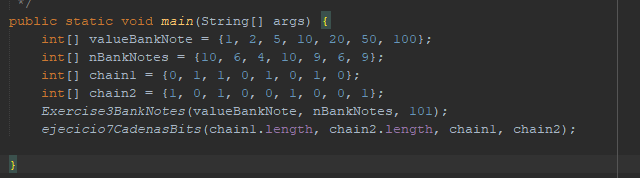 */
public static void main(String[] args) {
int[] valueBankNote = {1, 2, 5, 10, 20, 50, 100};
int[] nBankNotes = {10, 6, 4, 10, 9, 6, 9};
int[] chain1 = {0, 1, 1, 0, 1, 0, 1, 0};
int[] chain2 = {1, 0, 1, 0, 0, 1, 0, 0, 1};
Exercise3BankNotes(valueBankNote, nBankNotes, 101);
ejecicio7CadenasBits(chain1.length, chain2.length, chain1, chain2);
}